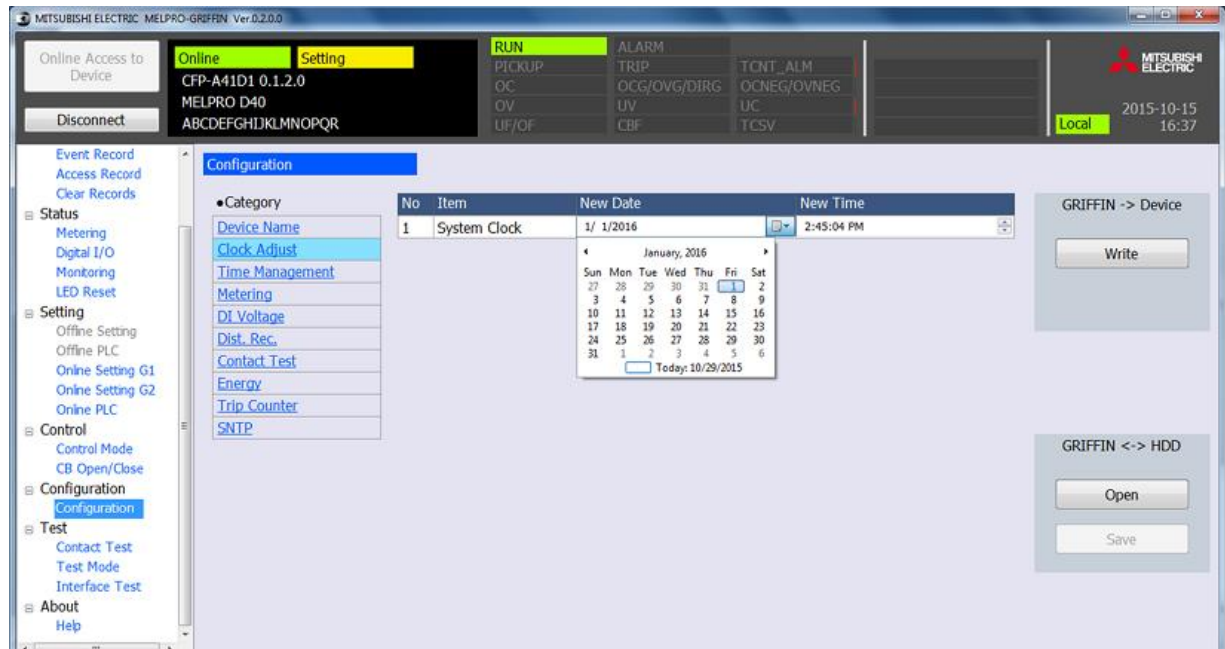 MITSUBISHI ELECTRIC MELPRO-GRIFFIN Ver.0.2.0.0
Online Access to
Device
Disconnect
Online Setting
CFP-A41D1 0.1.2.0
MELPRO D40
ABCDEFGHIJKLMNOPQR
RUN ALARM
PICKUP TRIP TCNT_ALM
OC OCG/OVG/DIRG OCNEG/OVNEG
OV UV UC
UF/OF CBF TCSV
MITSUBISHI
ELECTRIC
2015-10-15
Local 16:37
Event Record
Access Record
Clear Records
Status
Metering
Digital I/O
Monitoring
LED Reset
Setting
Offline Setting
Offline PLC
Online Setting G1
Online Setting G2
Online PLC
Control
Control Mode
CB Open/Close
Configuration
Configuration
Test
Contact Test
Test Mode
Interface Test
About
Help
Configuration
●Category
Device Name
Clock Adjust
Time Management
Metering
DI Voltage
Dist. Rec.
Contact Test
Energy
Trip Counter
SNTP
No Item New Date New Time
1 System Clock 1/ 1/2016 2:45:04 PM
January, 2016
Sun Mon Tue Wed Thu Fri Sat
27 28 29 30 31 1 2
3 4 5 6 7 8 9
10 11 12 13 14 15 16
17 18 19 20 21 22 23
24 25 26 27 28 29 30
31 1 2 3 4 5 6
Today: 10/29/2015
GRIFFIN -> Device
Write
GRIFFIN <-> HDD
Open
Save